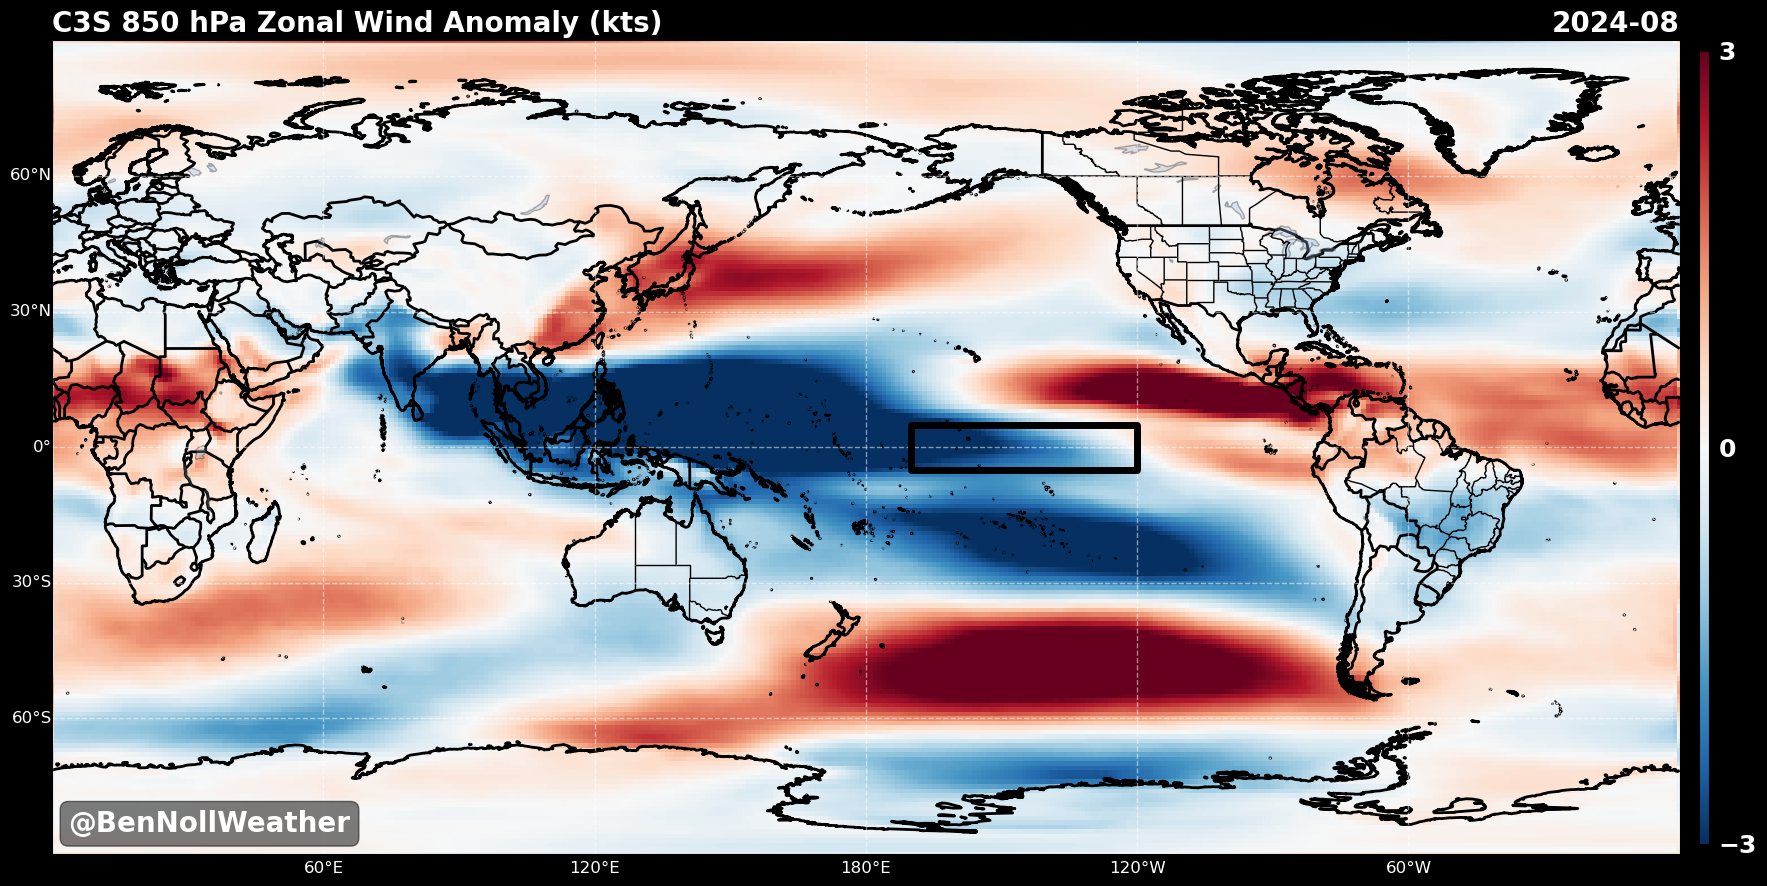 C3S 850 hPa Zonal Wind Anomaly (kts)
2024-08
3
60°N
30°N
0°
0
30°S
60°S
@BenNollWeather
−3
60°E
120°E
180°E
120°W
60°W